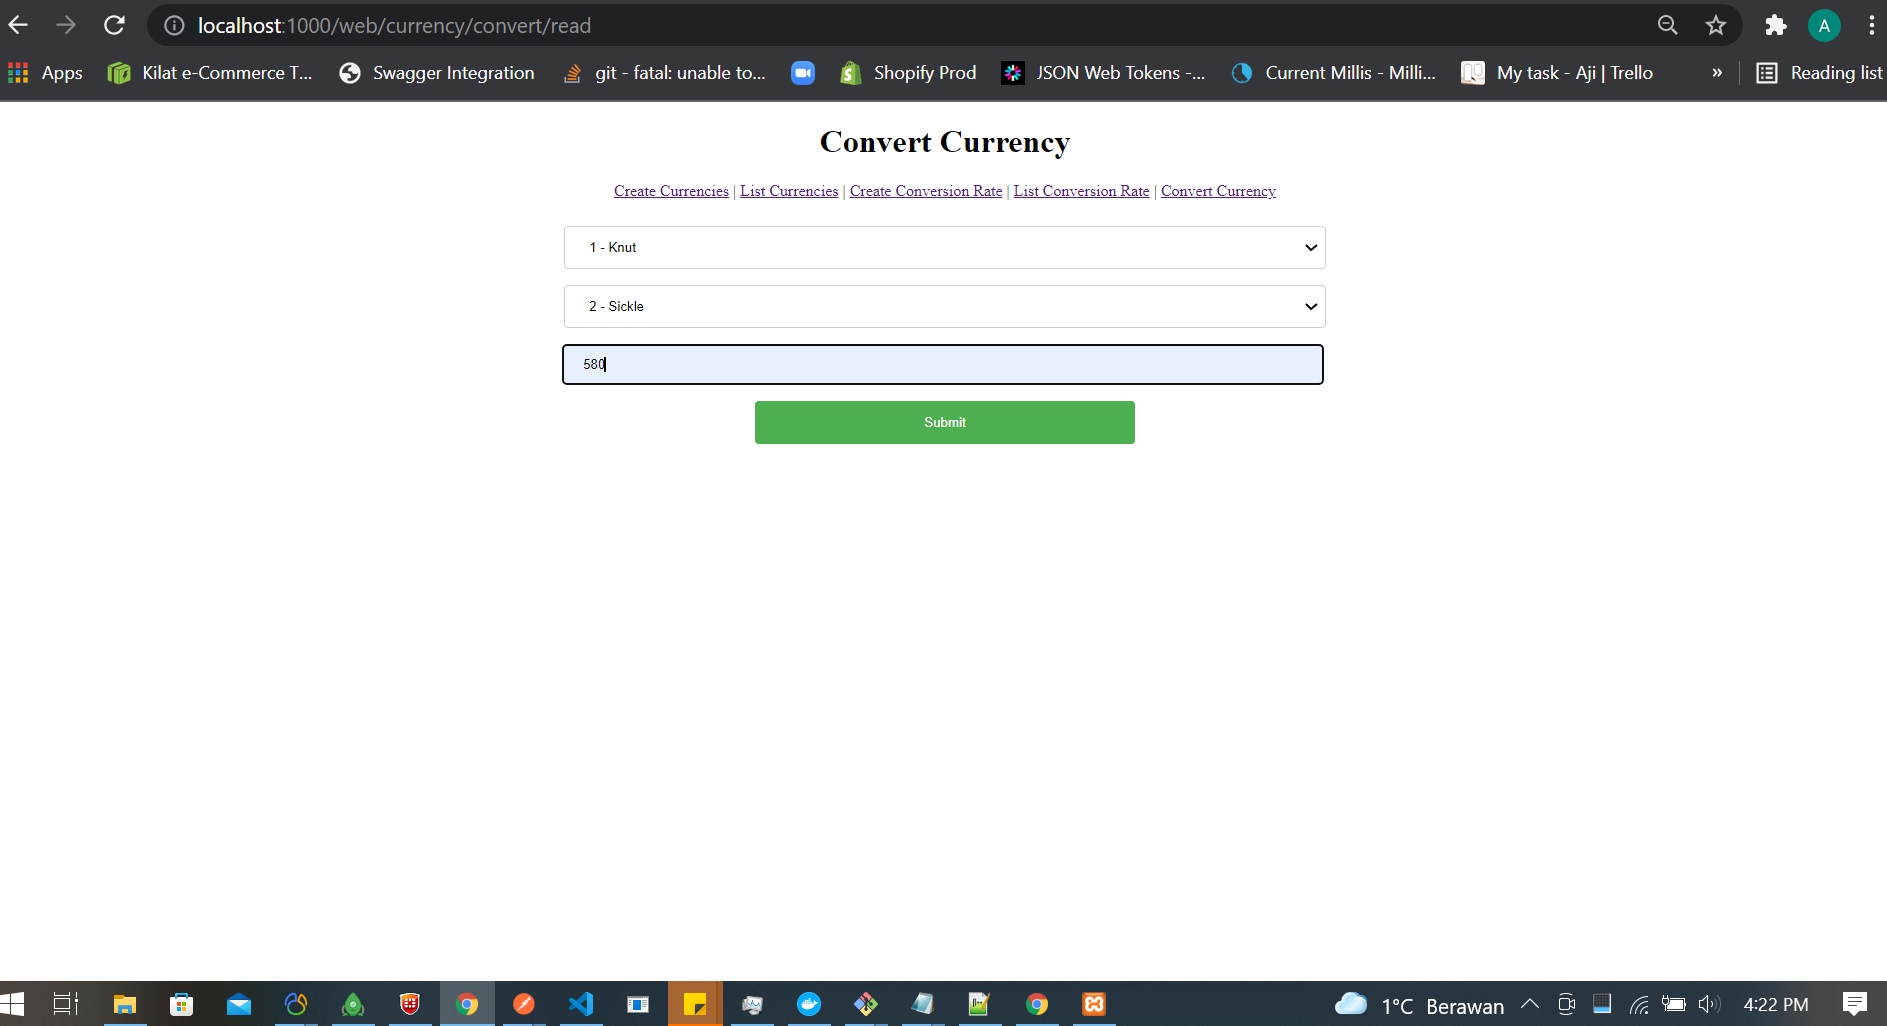 localhost:1000/web/currency/convert/read
A
Apps Kilat e-Commerce T... Swagger Integration git - fatal: unable to... Shopify Prod JSON Web Tokens -... Current Millis - Milli... My task - Aji | Trello » Reading list
Convert Currency
Create Currencies | List Currencies | Create Conversion Rate | List Conversion Rate | Convert Currency
1 - Knut
2 - Sickle
580
Submit
1°C Berawan 4:22 PM